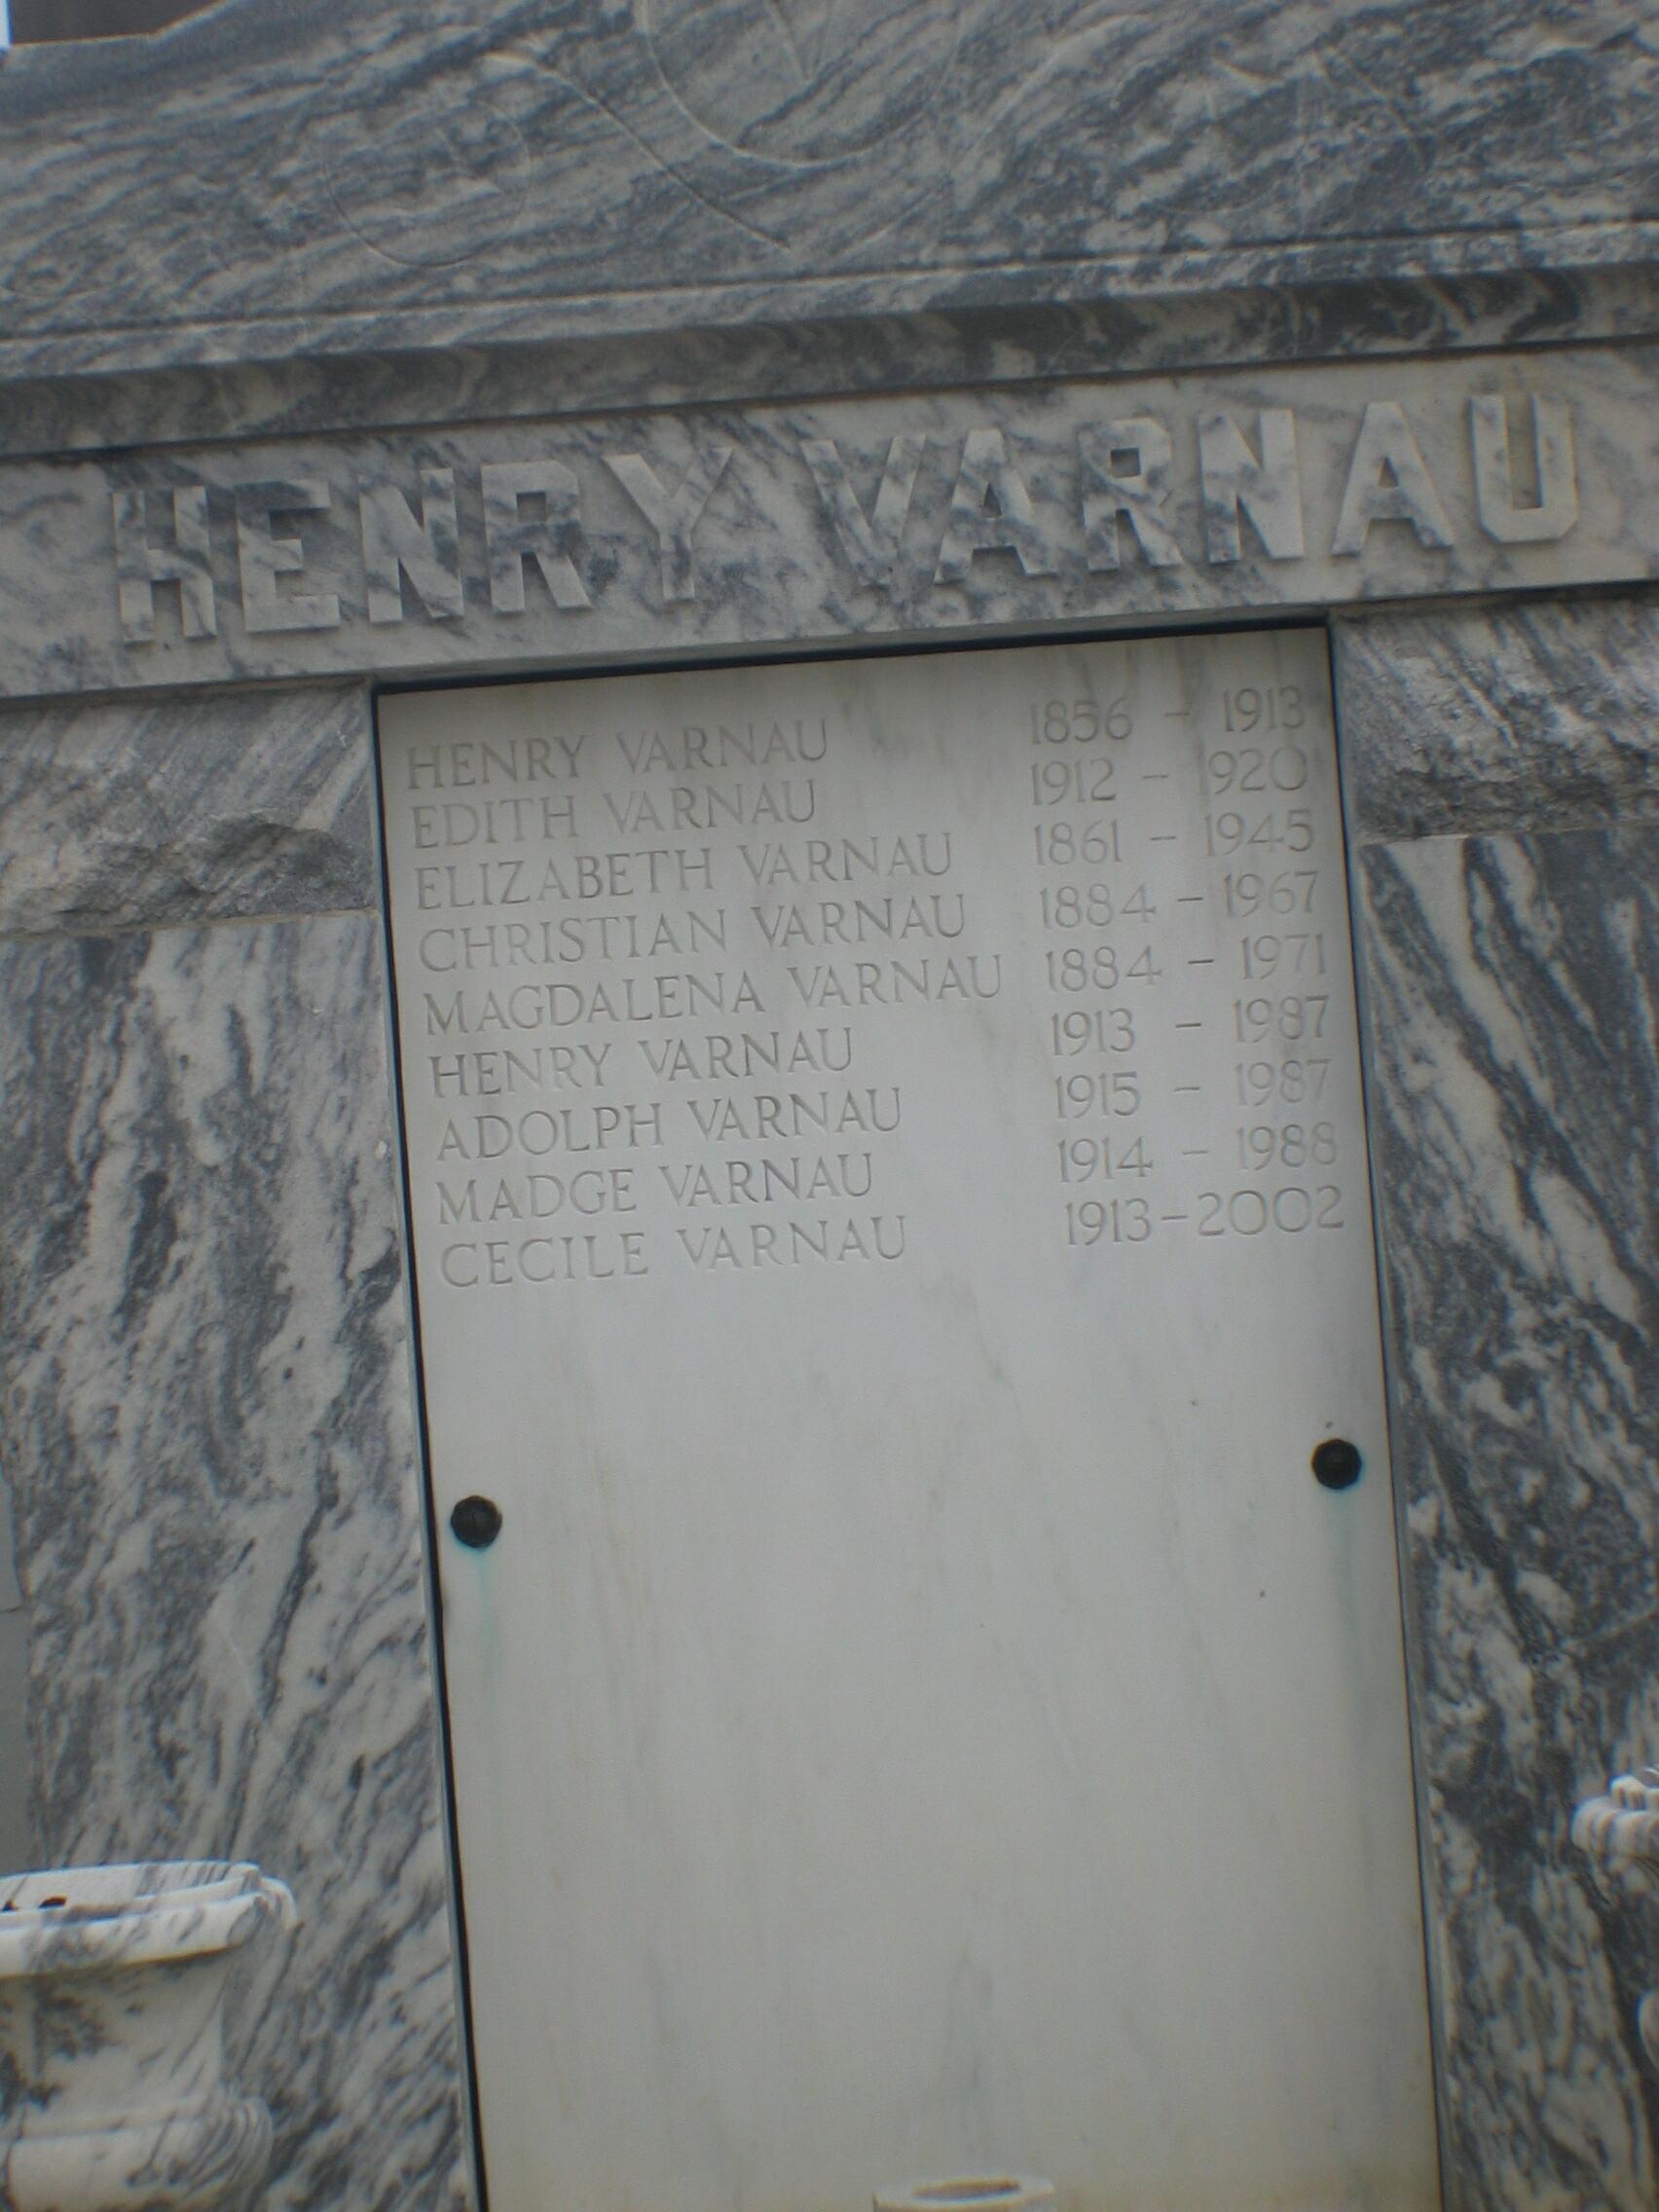 HENRY VARNAU
HENRY VARNAU 1856 - 1913
EDITH VARNAU 1912 - 1920
ELIZABETH VARNAU 1861 - 1945
CHRISTIAN VARNAU 1884 - 1967
MAGDALENA VARNAU 1884 - 1971
HENRY VARNAU 1913 - 1987
ADOLPH VARNAU 1915 - 1987
MADGE VARNAU 1914 - 1988
CECILE VARNAU 1913-2002